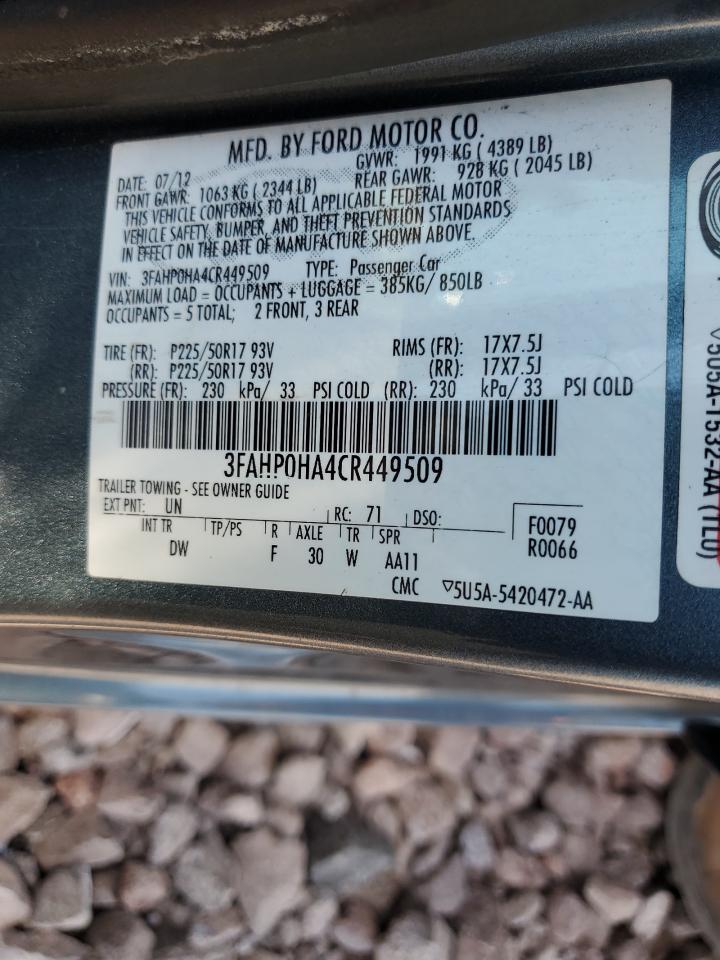 MFD. BY FORD MOTOR CO.
DATE: 07/12 GVWR: 1991 KG ( 4389 LB)
FRONT GAWR: 1063 KG ( 2344 LB) REAR GAWR: 928 KG ( 2045 LB)
THIS VEHICLE CONFORMS TO ALL APPLICABLE FEDERAL MOTOR
VEHICLE SAFETY, BUMPER, AND THEFT PREVENTION STANDARDS
IN EFFECT ON THE DATE OF MANUFACTURE SHOWN ABOVE.
VIN: 3FAHP0HA4CR449509 TYPE: Passenger Car
MAXIMUM LOAD = OCCUPANTS + LUGGAGE = 385KG/ 850LB
OCCUPANTS = 5 TOTAL; 2 FRONT, 3 REAR
TIRE (FR): P225/50R17 93V RIMS (FR): 17X7.5J
(RR): P225/50R17 93V (RR): 17X7.5J
PRESSURE (FR): 230 kPa/ 33 PSI COLD (RR): 230 kPa/ 33 PSI COLD
3FAHP0HA4CR449509
TRAILER TOWING - SEE OWNER GUIDE
EXT PNT: UN RC: 71 DSO: F0079
INT TR TP/PS R AXLE TR SPR R0066
DW F 30 W AA11
CMC ▽5U5A-5420472-AA
▽5U5A-1532-AA (TLU)